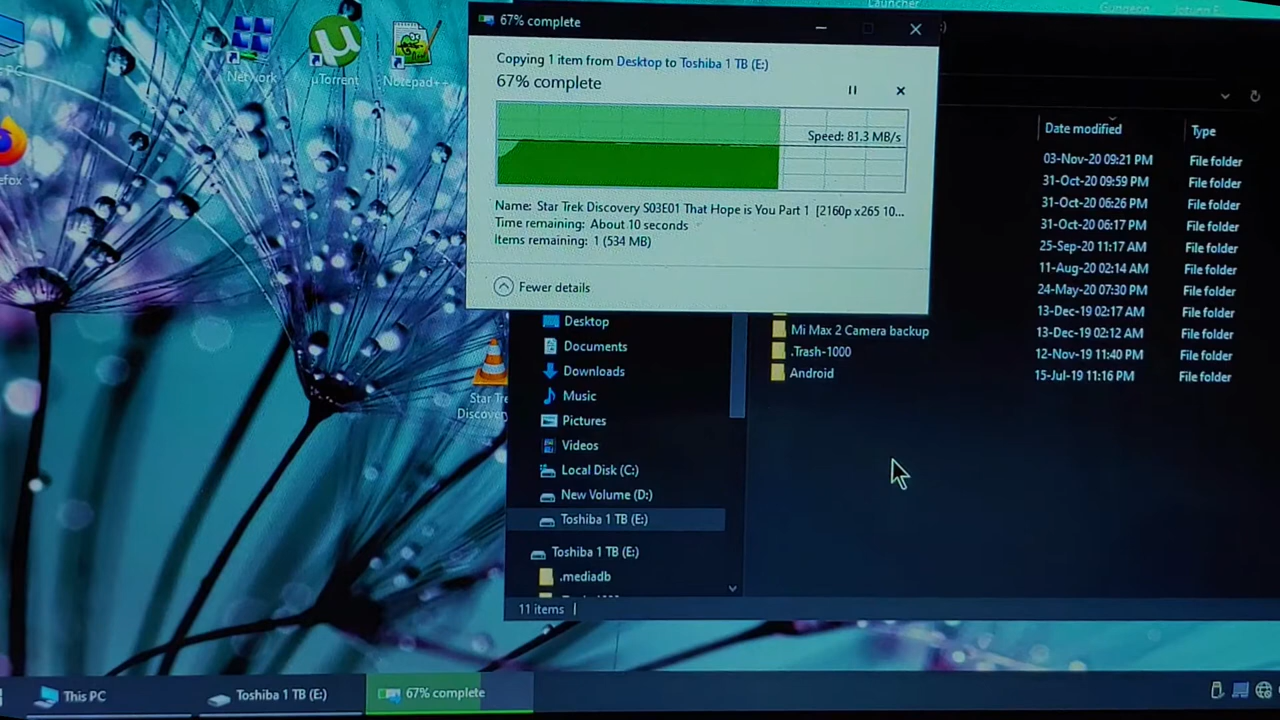 Launcher
PC
Network
µTorrent
Notepad++
67% complete
Copying 1 item from Desktop to Toshiba 1 TB (E:)
67% complete
Speed: 81.3 MB/s
Name: Star Trek Discovery S03E01 That Hope is You Part 1 [2160p x265 10...
Time remaining: About 10 seconds
Items remaining: 1 (534 MB)
Fewer details
efox
Star Tre
Discovery
Date modified
Type
03-Nov-20 09:21 PM File folder
31-Oct-20 09:59 PM File folder
31-Oct-20 06:26 PM File folder
31-Oct-20 06:17 PM File folder
25-Sep-20 11:17 AM File folder
11-Aug-20 02:14 AM File folder
24-May-20 07:30 PM File folder
13-Dec-19 02:17 AM File folder
Mi Max 2 Camera backup 13-Dec-19 02:12 AM File folder
.Trash-1000 12-Nov-19 11:40 PM File folder
Android 15-Jul-19 11:16 PM File folder
Desktop
Documents
Downloads
Music
Pictures
Videos
Local Disk (C:)
New Volume (D:)
Toshiba 1 TB (E:)
Toshiba 1 TB (E:)
.mediadb
11 items
This PC
Toshiba 1 TB (E:)
67% complete